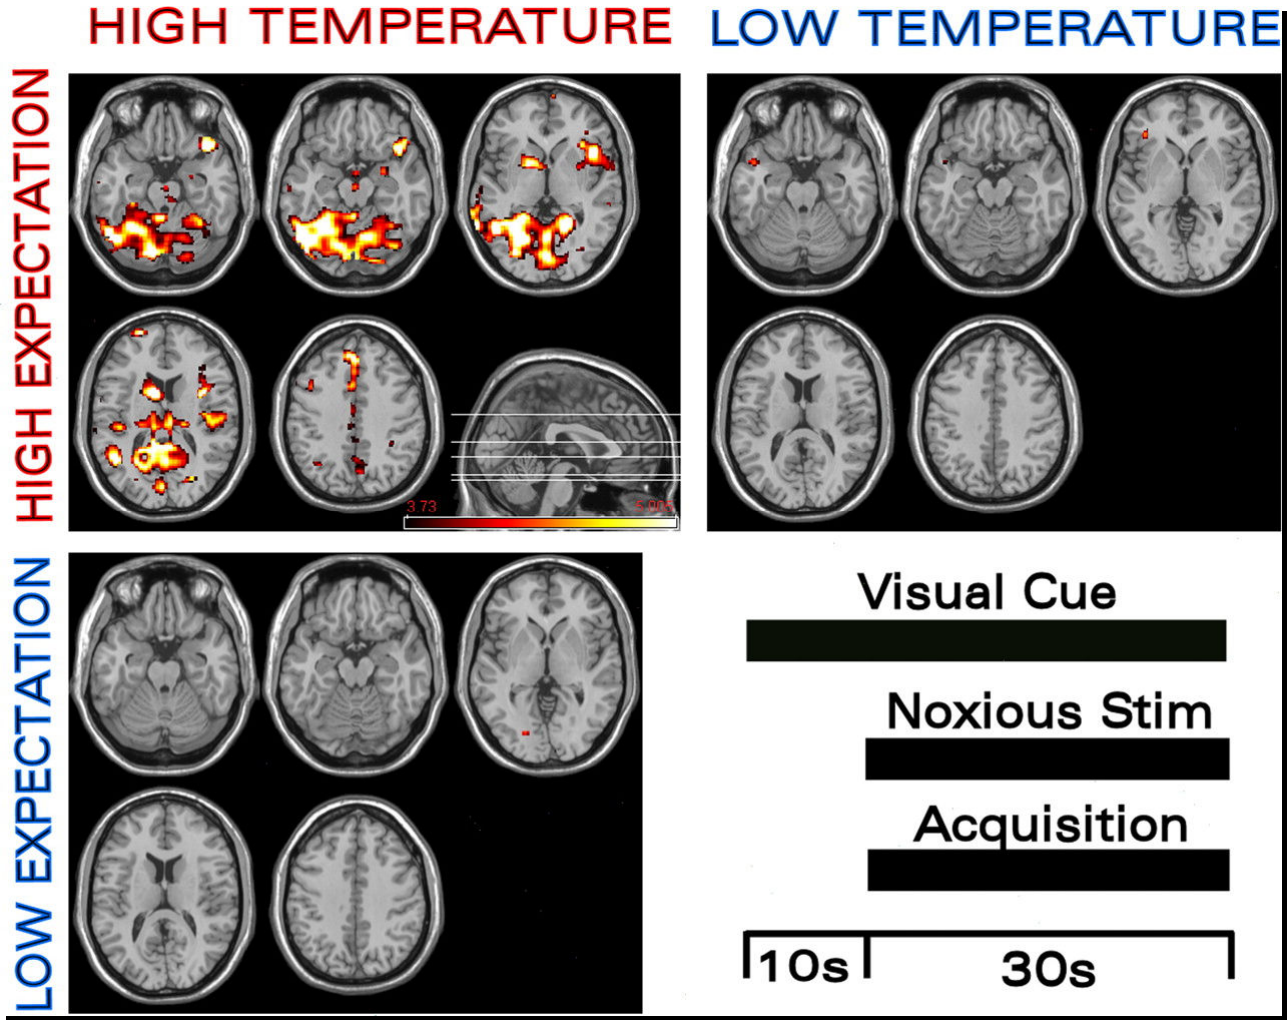 HIGH TEMPERATURE
LOW TEMPERATURE
HIGH EXPECTATION
3.73
LOW EXPECTATION
Visual Cue
Noxious Stim
Acquisition
10s
30s